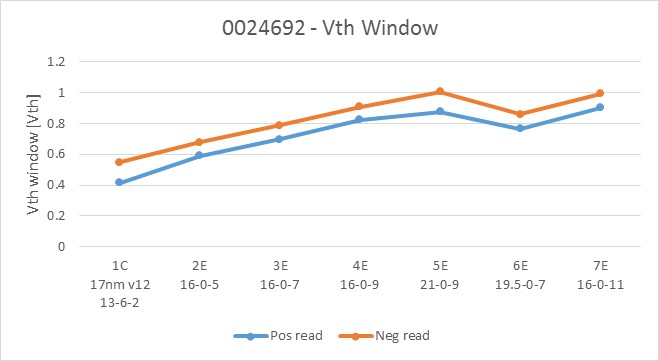 0024692 - Vth Window
Vth window [Vth]
1.2
1
0.8
0.6
0.4
0.2
0
1C 2E 3E 4E 5E 6E 7E
17nm v12 16-0-5 16-0-7 16-0-9 21-0-9 19.5-0-7 16-0-11
13-6-2
Pos read Neg read